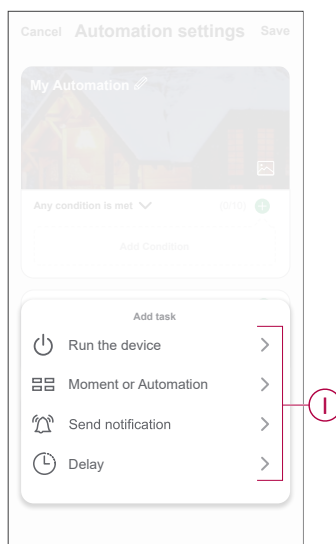 Cancel Automation settings Save
My Automation
Any condition is met (0/10)
Add Condition
Add task
Run the device
Moment or Automation
Send notification
Delay
I